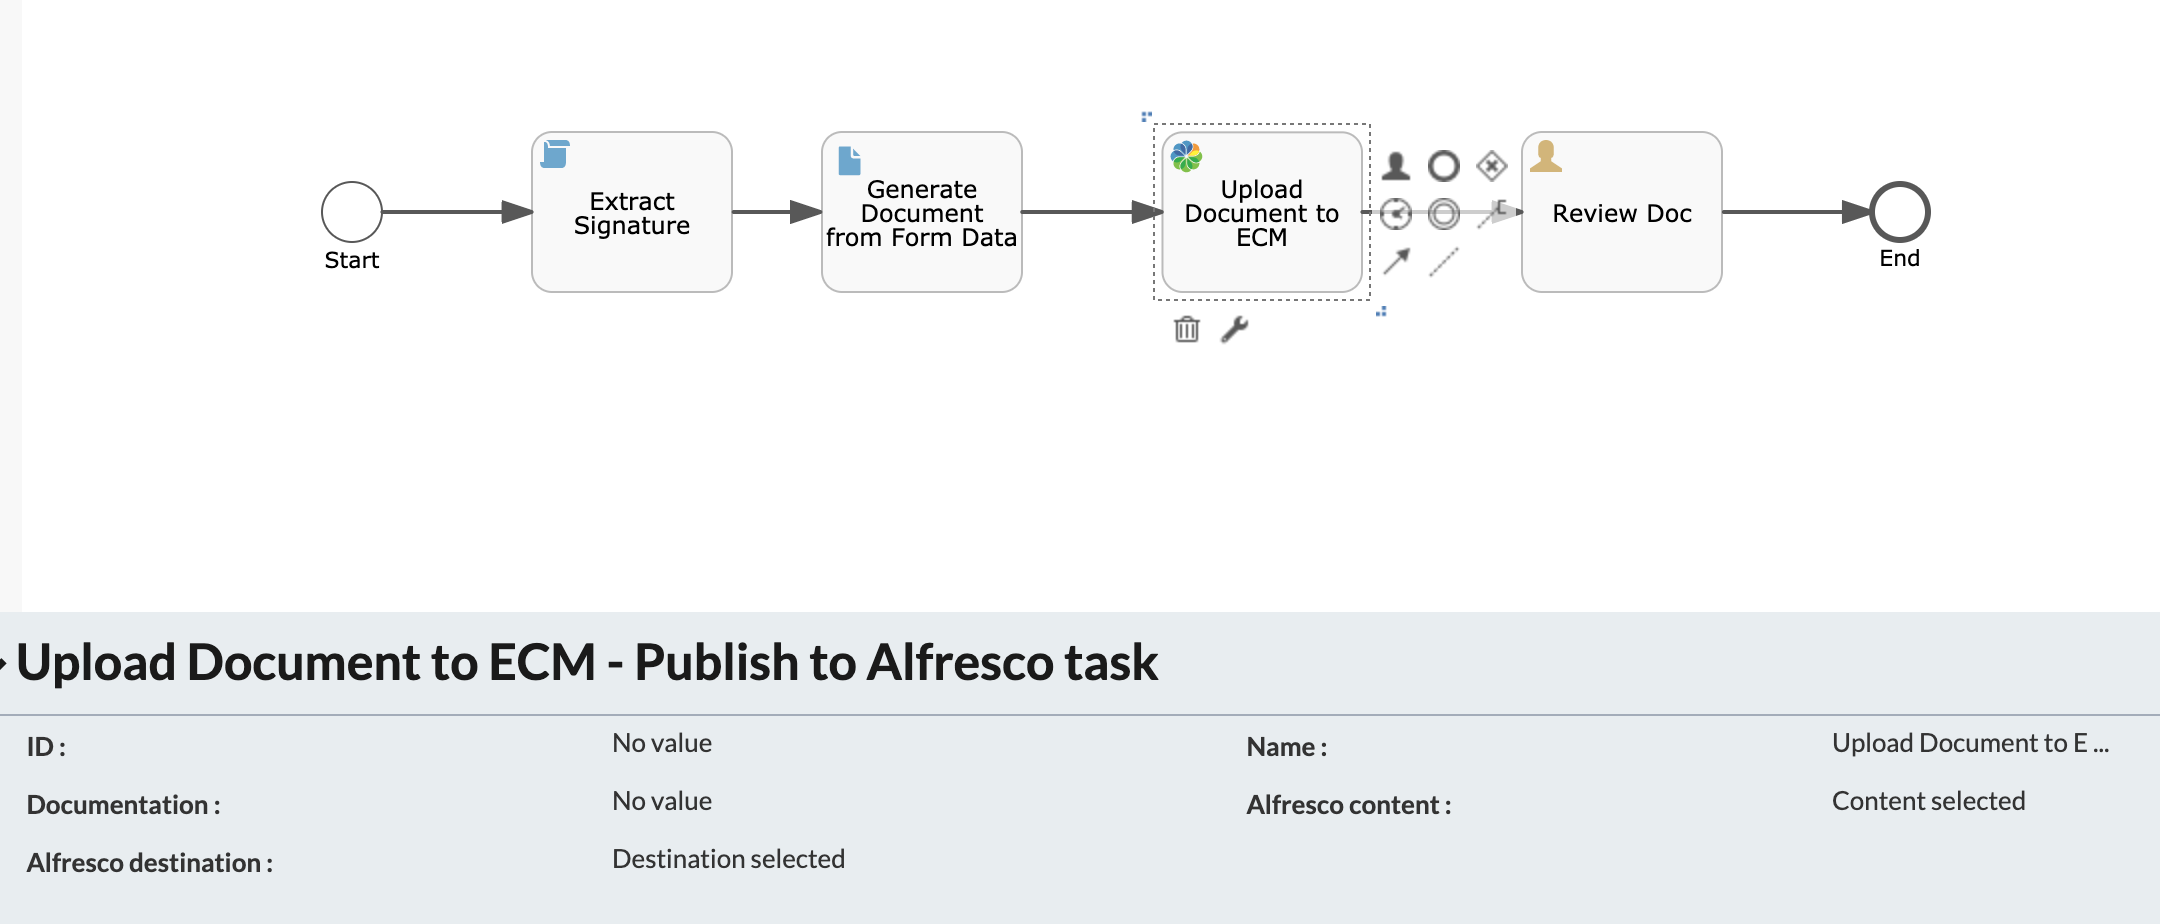 Start
Extract
Signature
Generate
Document
from Form Data
Upload
Document to
ECM
Review Doc
End
Upload Document to ECM - Publish to Alfresco task
ID :
No value
Name :
Upload Document to E ...
Documentation :
No value
Alfresco content :
Content selected
Alfresco destination :
Destination selected